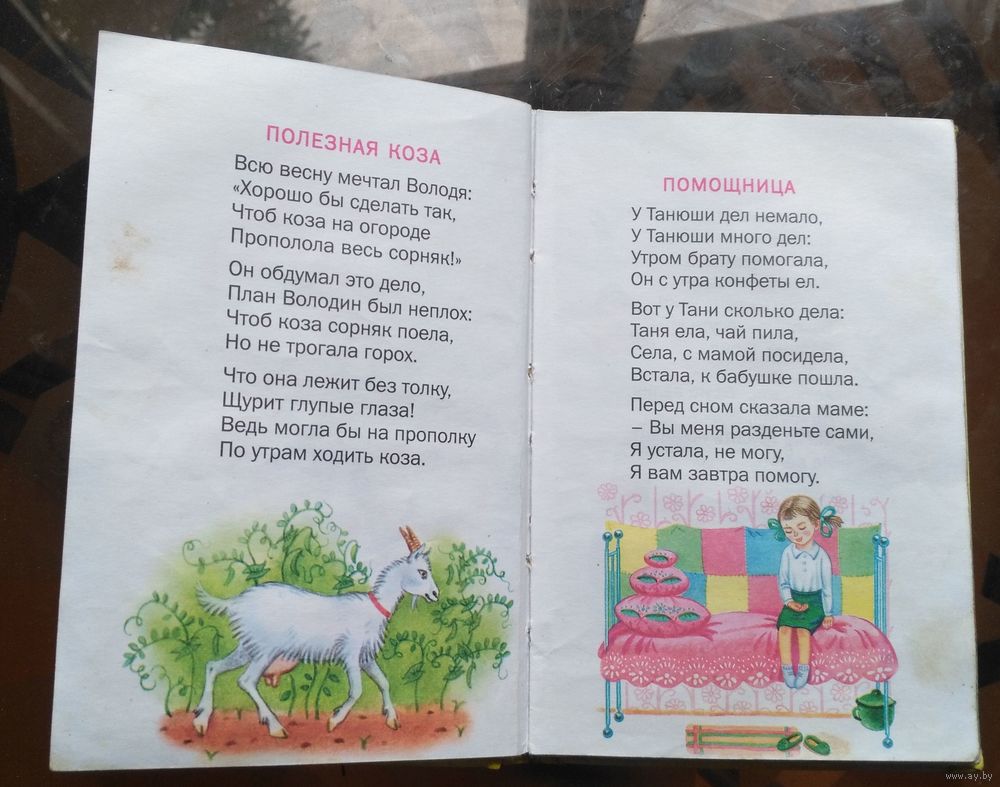 ПОЛЕЗНАЯ КОЗА
Всю весну мечтал Володя:
«Хорошо бы сделать так,
Чтоб коза на огороде
Прополола весь сорняк!»
Он обдумал это дело,
План Володин был неплох:
Чтоб коза сорняк поела,
Но не трогала горох.
Что она лежит без толку,
Щурит глупые глаза!
Ведь могла бы на прополку
По утрам ходить коза.
ПОМОЩНИЦА
У Танюши дел немало,
У Танюши много дел:
Утром брату помогала,
Он с утра конфеты ел.
Вот у Тани сколько дела:
Таня ела, чай пила,
Села, с мамой посидела,
Встала, к бабушке пошла.
Перед сном сказала маме:
– Вы меня разденьте сами,
Я устала, не могу,
Я вам завтра помогу.
www.ay.by